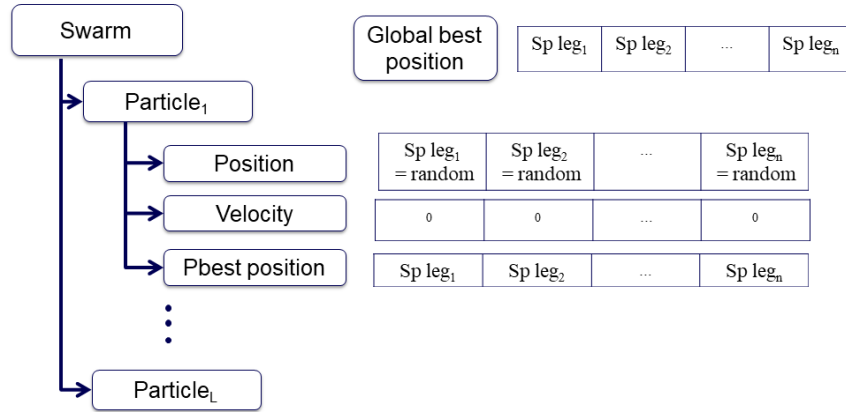 Swarm
Global best
position
Sp leg₁ Sp leg₂ ... Sp legₙ
Particle₁
Position
Sp leg₁
= random
Sp leg₂
= random
...
Sp legₙ
= random
Velocity
0 0 ... 0
Pbest position
Sp leg₁ Sp leg₂ ... Sp legₙ
Particle_L